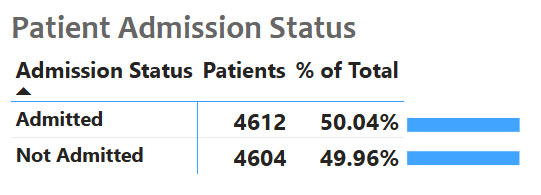 Patient Admission Status
Admission Status Patients % of Total
Admitted 4612 50.04%
Not Admitted 4604 49.96%